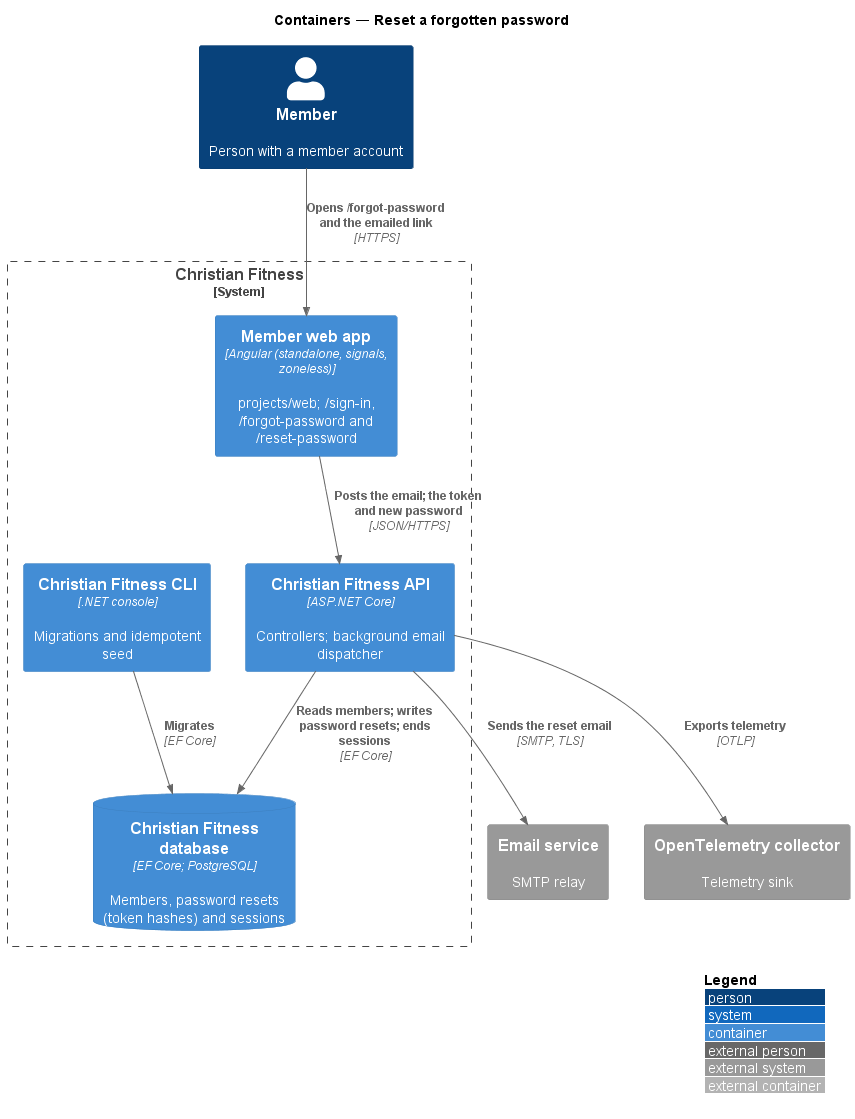 Containers — Reset a forgotten password
Member
Person with a member account
Opens /forgot-password
and the emailed link
[HTTPS]
Christian Fitness
[System]
Member web app
[Angular (standalone, signals,
zoneless)]
projects/web; /sign-in,
/forgot-password and
/reset-password
Posts the email; the token
and new password
[JSON/HTTPS]
Christian Fitness CLI
[.NET console]
Migrations and idempotent
seed
Christian Fitness API
[ASP.NET Core]
Controllers; background email
dispatcher
Migrates
[EF Core]
Reads members; writes
password resets; ends
sessions
[EF Core]
Sends the reset email
[SMTP, TLS]
Exports telemetry
[OTLP]
Christian Fitness
database
[EF Core; PostgreSQL]
Members, password resets
(token hashes) and sessions
Email service
SMTP relay
OpenTelemetry collector
Telemetry sink
Legend
person
system
container
external person
external system
external container